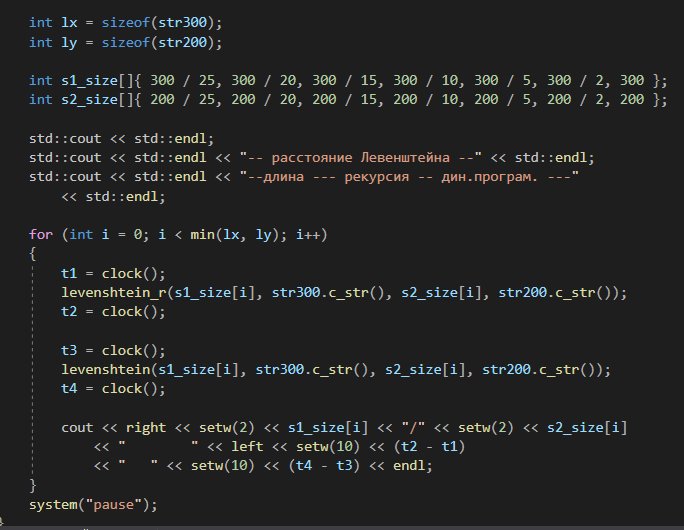 int lx = sizeof(str300);
int ly = sizeof(str200);
int s1_size[]{ 300 / 25, 300 / 20, 300 / 15, 300 / 10, 300 / 5, 300 / 2, 300 };
int s2_size[]{ 200 / 25, 200 / 20, 200 / 15, 200 / 10, 200 / 5, 200 / 2, 200 };
std::cout << std::endl;
std::cout << std::endl << "-- расстояние Левенштейна --" << std::endl;
std::cout << std::endl << "--длина --- рекурсия -- дин.програм. ---"
<< std::endl;
for (int i = 0; i < min(lx, ly); i++)
{
t1 = clock();
levenshtein_r(s1_size[i], str300.c_str(), s2_size[i], str200.c_str());
t2 = clock();
t3 = clock();
levenshtein(s1_size[i], str300.c_str(), s2_size[i], str200.c_str());
t4 = clock();
cout << right << setw(2) << s1_size[i] << "/" << setw(2) << s2_size[i]
<< "        " << left << setw(10) << (t2 - t1)
<< "   " << setw(10) << (t4 - t3) << endl;
}
system("pause");
}